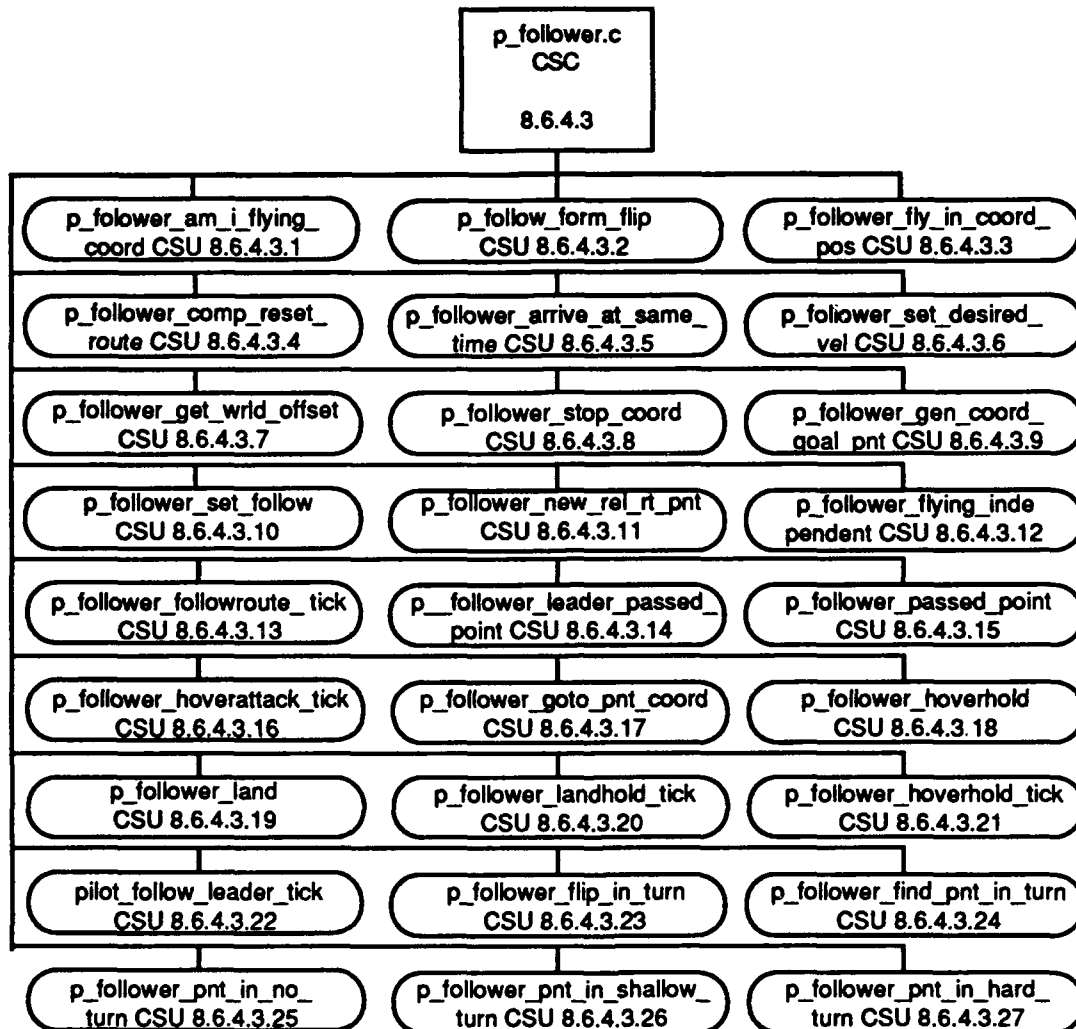 p_follower.c
CSC
8.6.4.3
p_folower_am_i_flying_
coord CSU 8.6.4.3.1
p_follow_form_flip
CSU 8.6.4.3.2
p_follower_fly_in_coord_
pos CSU 8.6.4.3.3
p_follower_comp_reset_
route CSU 8.6.4.3.4
p_follower_arrive_at_same_
time CSU 8.6.4.3.5
p_follower_set_desired_
vel CSU 8.6.4.3.6
p_follower_get_wrld_offset
CSU 8.6.4.3.7
p_follower_stop_coord
CSU 8.6.4.3.8
p_follower_gen_coord_
goal_pnt CSU 8.6.4.3.9
p_follower_set_follow
CSU 8.6.4.3.10
p_follower_new_rel_rt_pnt
CSU 8.6.4.3.11
p_follower_flying_inde
pendent CSU 8.6.4.3.12
p_follower_followroute_tick
CSU 8.6.4.3.13
p__follower_leader_passed_
point CSU 8.6.4.3.14
p_follower_passed_point
CSU 8.6.4.3.15
p_follower_hoverattack_tick
CSU 8.6.4.3.16
p_follower_goto_pnt_coord
CSU 8.6.4.3.17
p_follower_hoverhold
CSU 8.6.4.3.18
p_follower_land
CSU 8.6.4.3.19
p_follower_landhold_tick
CSU 8.6.4.3.20
p_follower_hoverhold_tick
CSU 8.6.4.3.21
pilot_follow_leader_tick
CSU 8.6.4.3.22
p_follower_flip_in_turn
CSU 8.6.4.3.23
p_follower_find_pnt_in_turn
CSU 8.6.4.3.24
p_follower_pnt_in_no_
turn CSU 8.6.4.3.25
p_follower_pnt_in_shallow_
turn CSU 8.6.4.3.26
p_follower_pnt_in_hard_
turn CSU 8.6.4.3.27